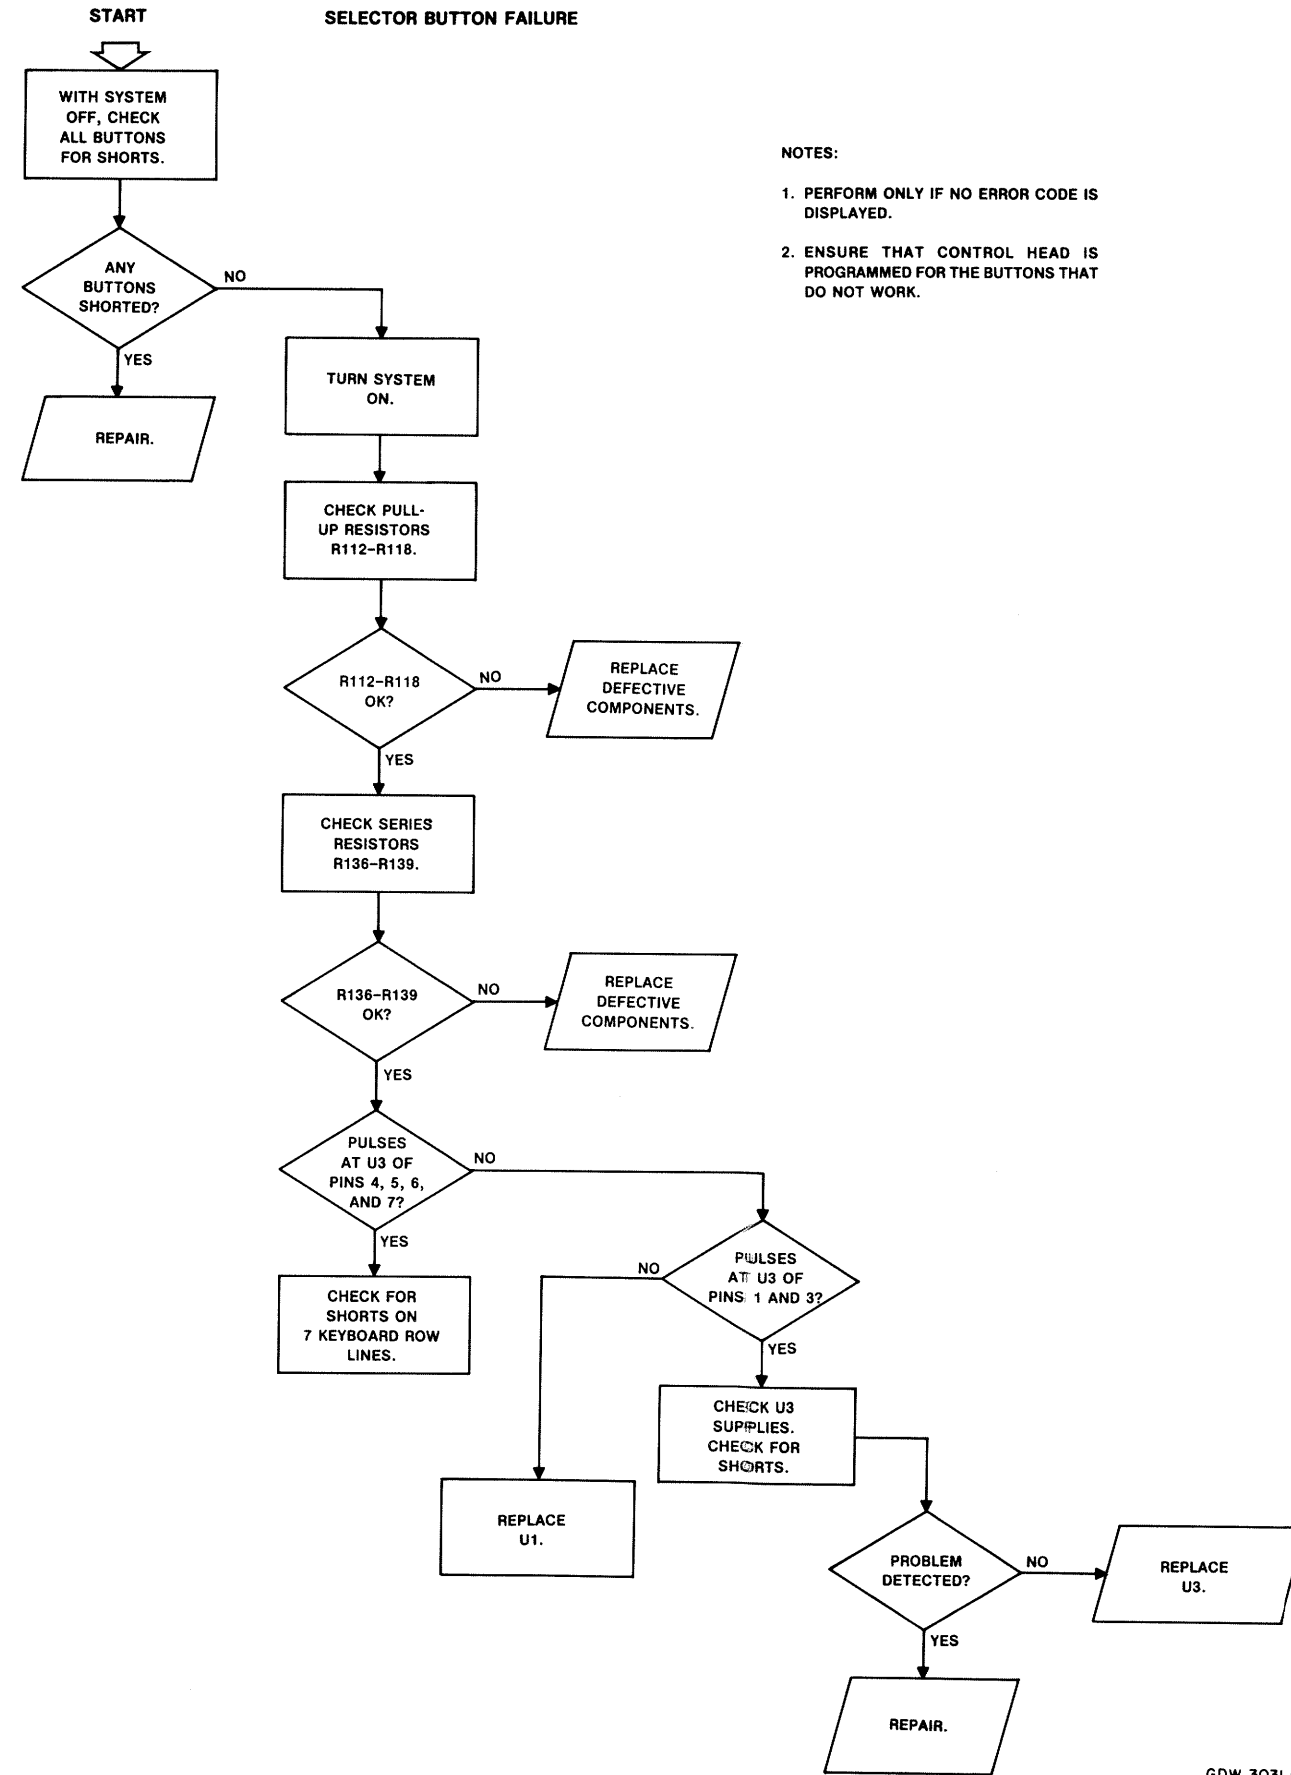 START
SELECTOR BUTTON FAILURE
WITH SYSTEM
OFF, CHECK
ALL BUTTONS
FOR SHORTS.
NOTES:
1. PERFORM ONLY IF NO ERROR CODE IS
DISPLAYED.
2. ENSURE THAT CONTROL HEAD IS
PROGRAMMED FOR THE BUTTONS THAT
DO NOT WORK.
ANY
BUTTONS
SHORTED?
NO
YES
REPAIR.
TURN SYSTEM
ON.
CHECK PULL-
UP RESISTORS
R112–R118.
R112–R118
OK?
NO
REPLACE
DEFECTIVE
COMPONENTS.
YES
CHECK SERIES
RESISTORS
R136–R139.
R136–R139
OK?
NO
REPLACE
DEFECTIVE
COMPONENTS.
YES
PULSES
AT U3 OF
PINS 4, 5, 6,
AND 7?
NO
YES
CHECK FOR
SHORTS ON
7 KEYBOARD ROW
LINES.
PULSES
AT U3 OF
PINS 1 AND 3?
NO
YES
CHECK U3
SUPPLIES.
CHECK FOR
SHORTS.
REPLACE
U1.
PROBLEM
DETECTED?
NO
REPLACE
U3.
YES
REPAIR.